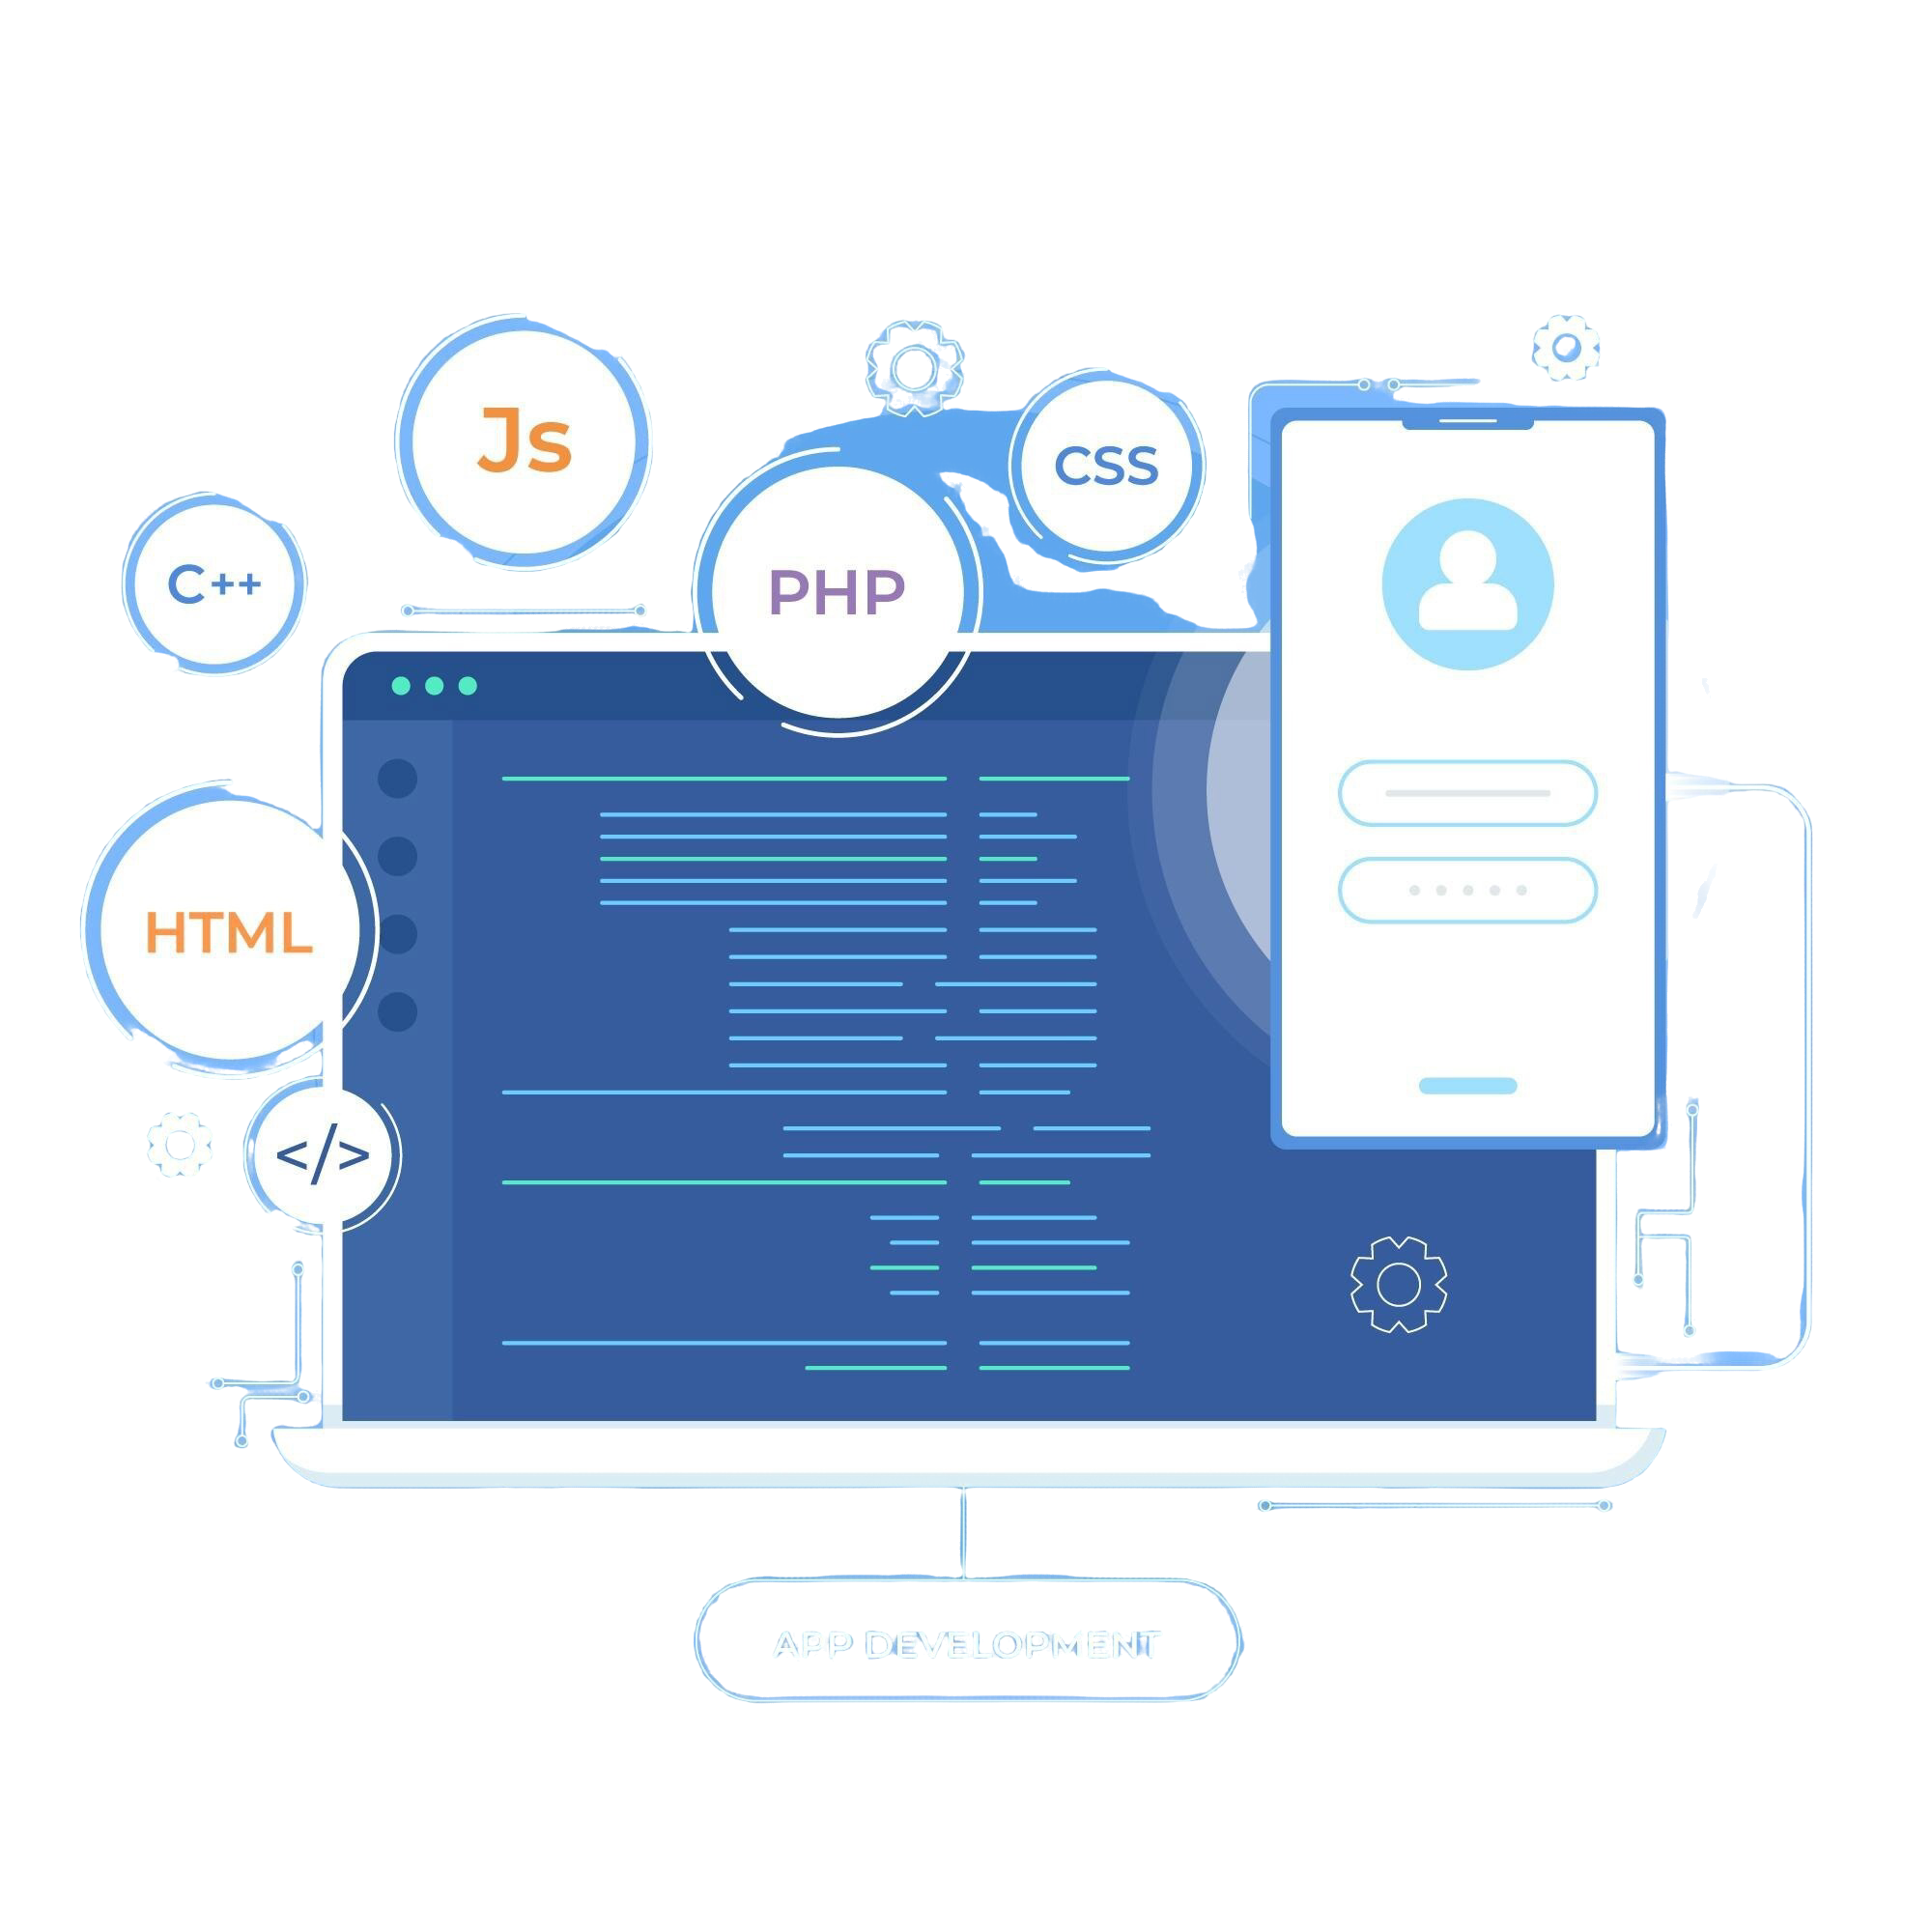 Js
CSS
C++
PHP
HTML
</>
APP DEVELOPMENT